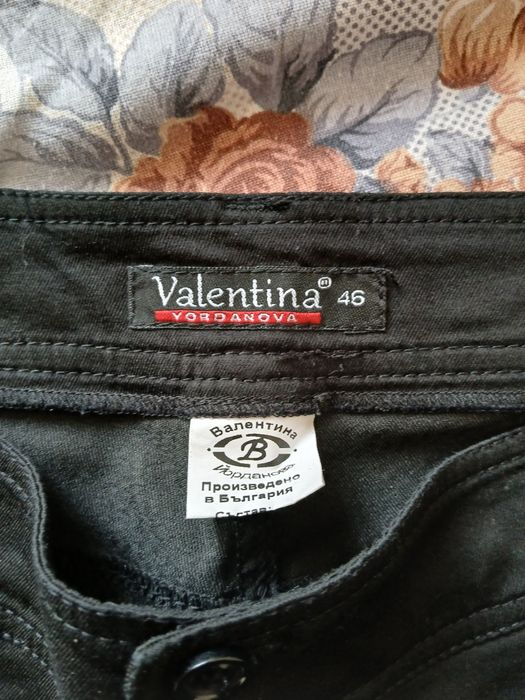 Valentina® 46
YORDANOVA
Валентина
В
Йорданова
Произведено
в България
Състав: